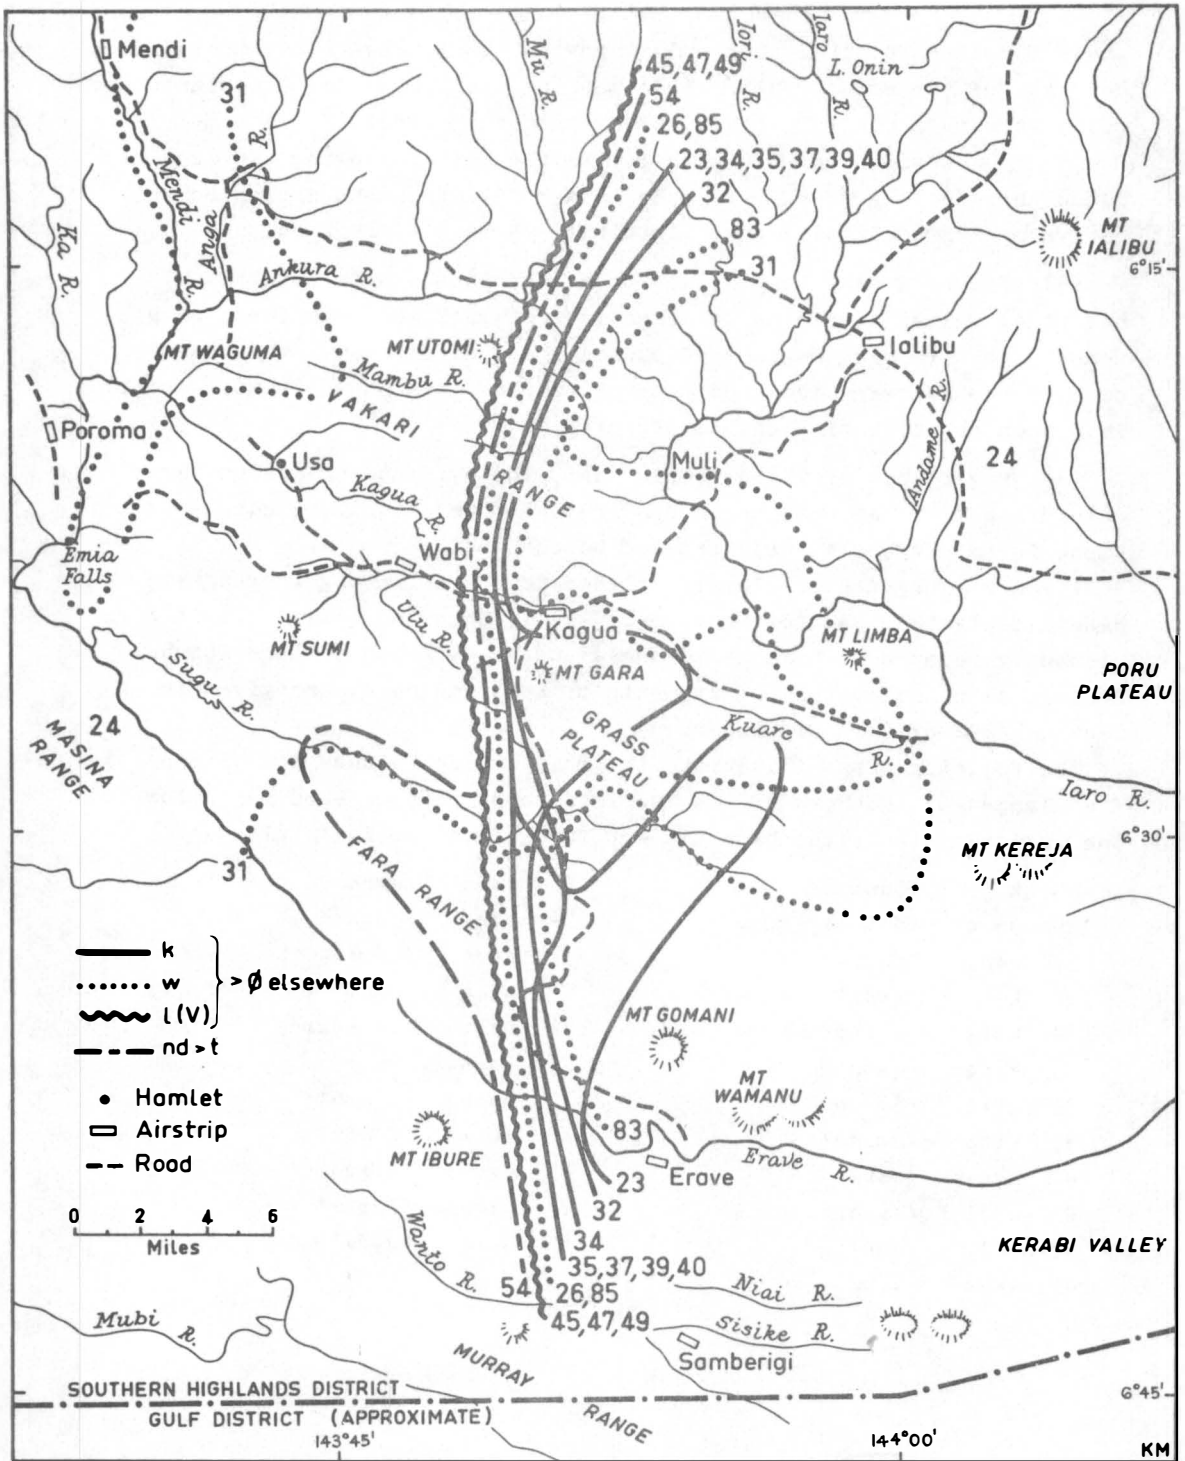 Mendi
31
Mu R.
45,47,49
54
26,85
23,34,35,37,39,40
32
83
31
Iori R.
Iaro R.
L. Onin
MT IALIBU
6°15'
Mendi R.
Anga R.
Ka R.
Ankura R.
MT WAGUMA
MT UTOMI
Mambu R.
Ialibu
VAKARI
RANGE
Poroma
Usa
Kagua R.
Muli
Andame R.
24
Wabi
Emia
Falls
Ulu R.
Kagua
MT SUMI
MT GARA
MT LIMBA
PORU
PLATEAU
Sugu R.
24
MASINA
RANGE
GRASS
PLATEAU
Kuare R.
Iaro R.
6°30'
MT KEREJA
31
FARA RANGE
k
w
l(V)
> Ø elsewhere
nd > t
Hamlet
Airstrip
Road
0 2 4 6
Miles
MT GOMANI
MT
WAMANU
MT IBURE
83
Erave R.
Erave
23
32
34
35,37,39,40
54
26,85
45,47,49
Wanto R.
Niai R.
Sisike R.
Samberigi
KERABI VALLEY
Mubi R.
MURRAY
RANGE
SOUTHERN HIGHLANDS DISTRICT
GULF DISTRICT (APPROXIMATE)
6°45'
143°45'
144°00'
KM